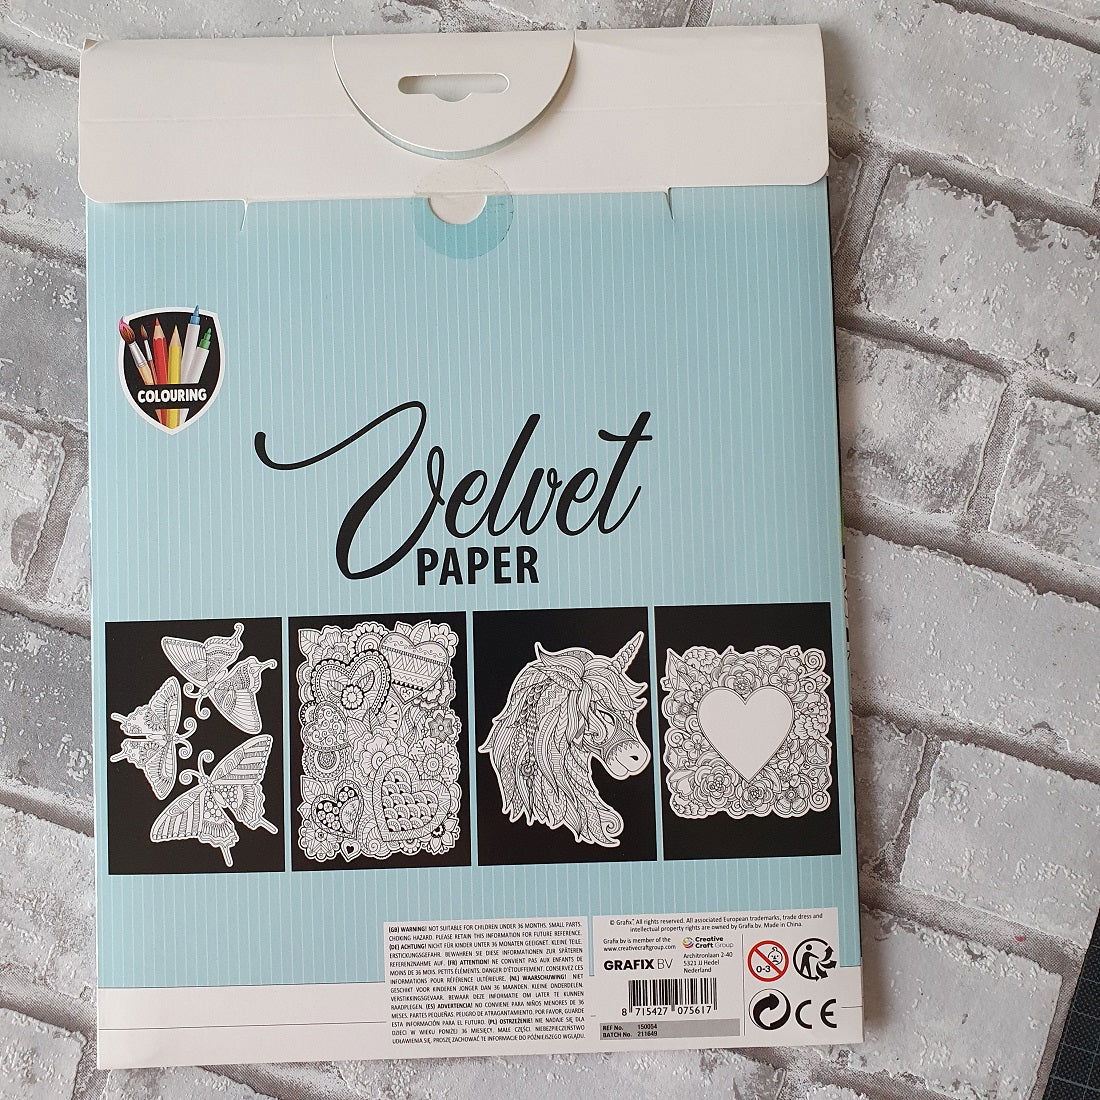 COLOURING
Velvet
PAPER
(GB) WARNING! NOT SUITABLE FOR CHILDREN UNDER 36 MONTHS. SMALL PARTS.
CHOKING HAZARD. PLEASE RETAIN THIS INFORMATION FOR FUTURE REFERENCE.
(DE) ACHTUNG! NICHT FÜR KINDER UNTER 36 MONATEN GEEIGNET. KLEINE TEILE.
ERSTICKUNGSGEFAHR. BEWAHREN SIE DIESE INFORMATIONEN ZUR SPÄTEREN
REFERENZNAHME AUF. (FR) ATTENTION! NE CONVIENT PAS AUX ENFANTS DE
MOINS DE 36 MOIS. PETITS ÉLÉMENTS. DANGER D'ÉTOUFFEMENT. CONSERVEZ CES
INFORMATIONS POUR RÉFÉRENCE ULTÉRIEURE. (NL) WAARSCHUWING! NIET
GESCHIKT VOOR KINDEREN JONGER DAN 36 MAANDEN. KLEINE ONDERDELEN.
VERSTIKKINGSGEVAAR. BEWAAR DEZE INFORMATIE OM LATER TE KUNNEN
RAADPLEGEN. (ES) ADVERTENCIA! NO CONVIENE PARA NIÑOS MENORES DE 36
MESES. PARTES PEQUEÑAS. PELIGRO DE ATRAGANTAMIENTO. POR FAVOR, GUARDE
ESTA INFORMACIÓN PARA EL FUTURO. (PL) OSTRZEŻENIE! NIE NADAJE SIĘ DLA
DZIECI W WIEKU PONIŻEJ 36 MIESIĘCY. MAŁE CZĘŚCI. NIEBEZPIECZEŃSTWO
UDŁAWIENIA SIĘ. PROSZĘ ZACHOWAĆ TE INFORMACJE DO PÓŹNIEJSZEGO WGLĄDU.
© Grafix. All rights reserved. All associated European trademarks, trade dress and
intellectual property rights are owned by Grafix bv. Made in China.
Grafix bv is member of the
www.creativecraftgroup.com
Creative
Craft Group
GRAFIX BV
Architronlaan 2-40
5321 JJ Hedel
Nederland
0-3
8 715427 075617
CE
REF No. 150054
BATCH No. 211649